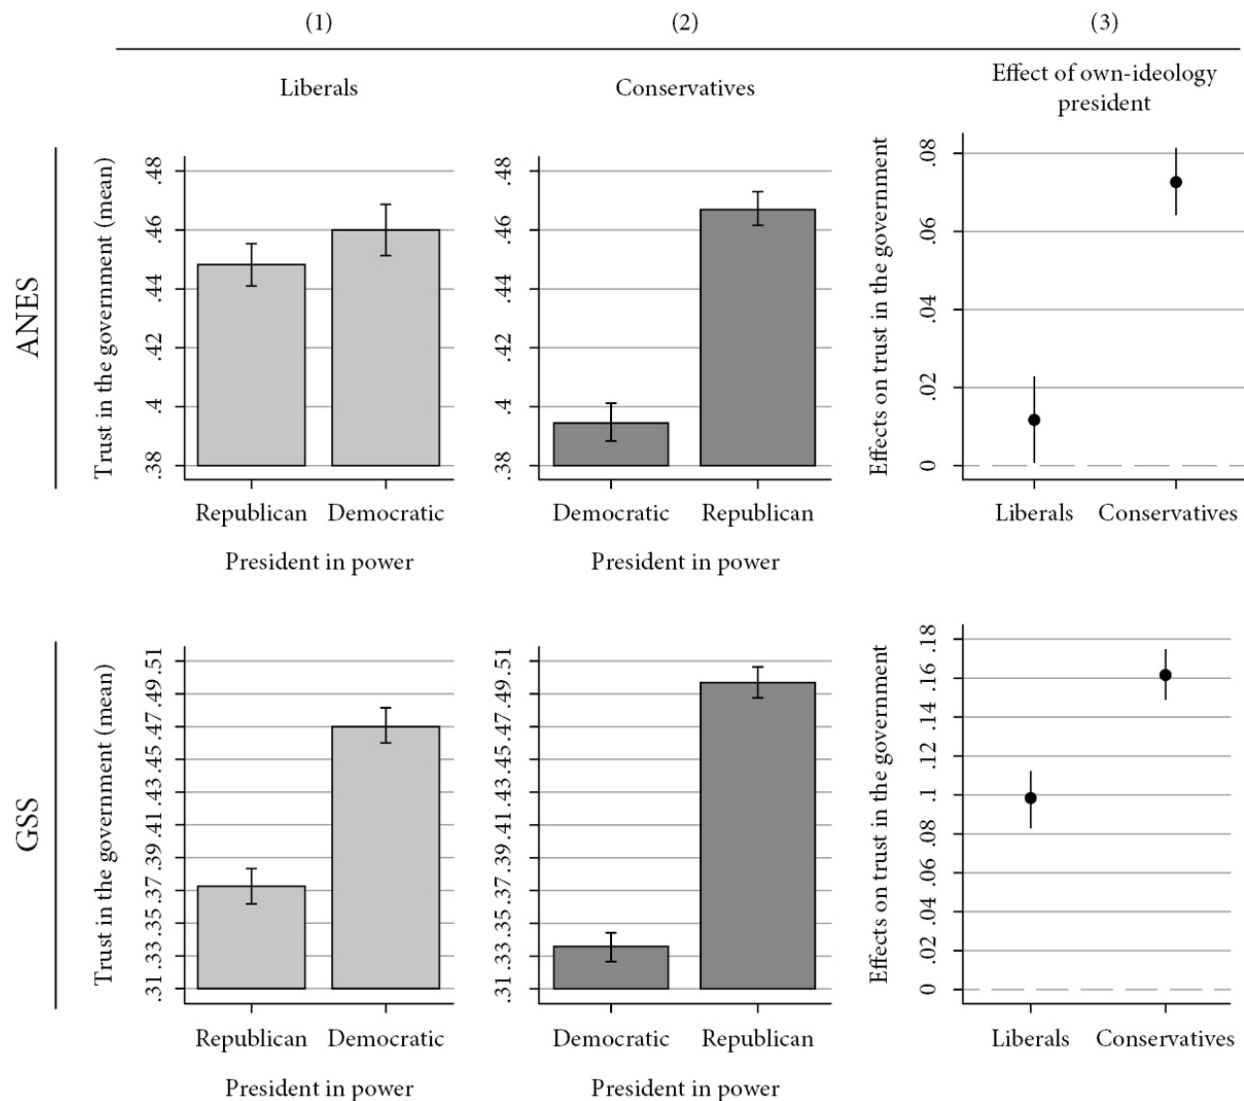 (1) (2) (3)
Liberals Conservatives Effect of own-ideology
president
ANES
Trust in the government (mean)
.48
.46
.44
.42
.4
.38
Republican Democratic
President in power
.48
.46
.44
.42
.4
.38
Democratic Republican
President in power
Effects on trust in the government
.08
.06
.04
.02
0
Liberals Conservatives
GSS
Trust in the government (mean)
.51
.49
.47
.45
.43
.41
.39
.37
.35
.33
.31
Republican Democratic
President in power
.51
.49
.47
.45
.43
.41
.39
.37
.35
.33
.31
Democratic Republican
President in power
Effects on trust in the government
.18
.16
.14
.12
.1
.08
.06
.04
.02
0
Liberals Conservatives